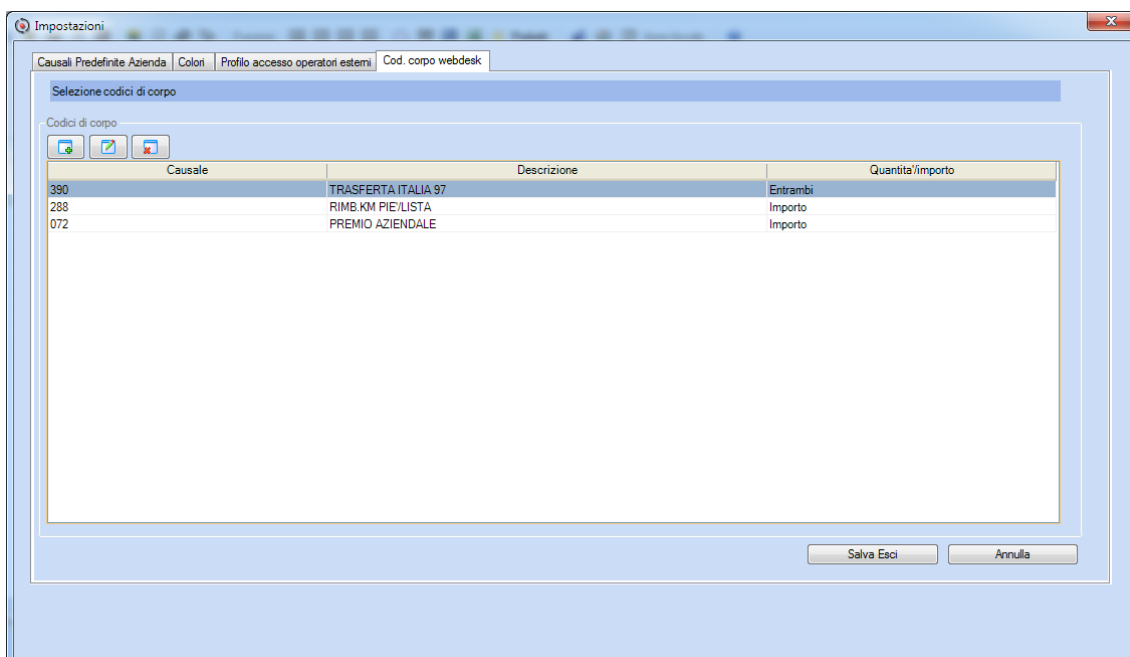 Impostazioni
x
Causali Predefinite Azienda Colori Profilo accesso operatori esterni Cod. corpo webdesk
Selezione codici di corpo
Codici di corpo
Causale Descrizione Quantita'/importo
390 TRASFERTA ITALIA 97 Entrambi
288 RIMB.KM PIE'/LISTA Importo
072 PREMIO AZIENDALE Importo
Salva Esci Annulla